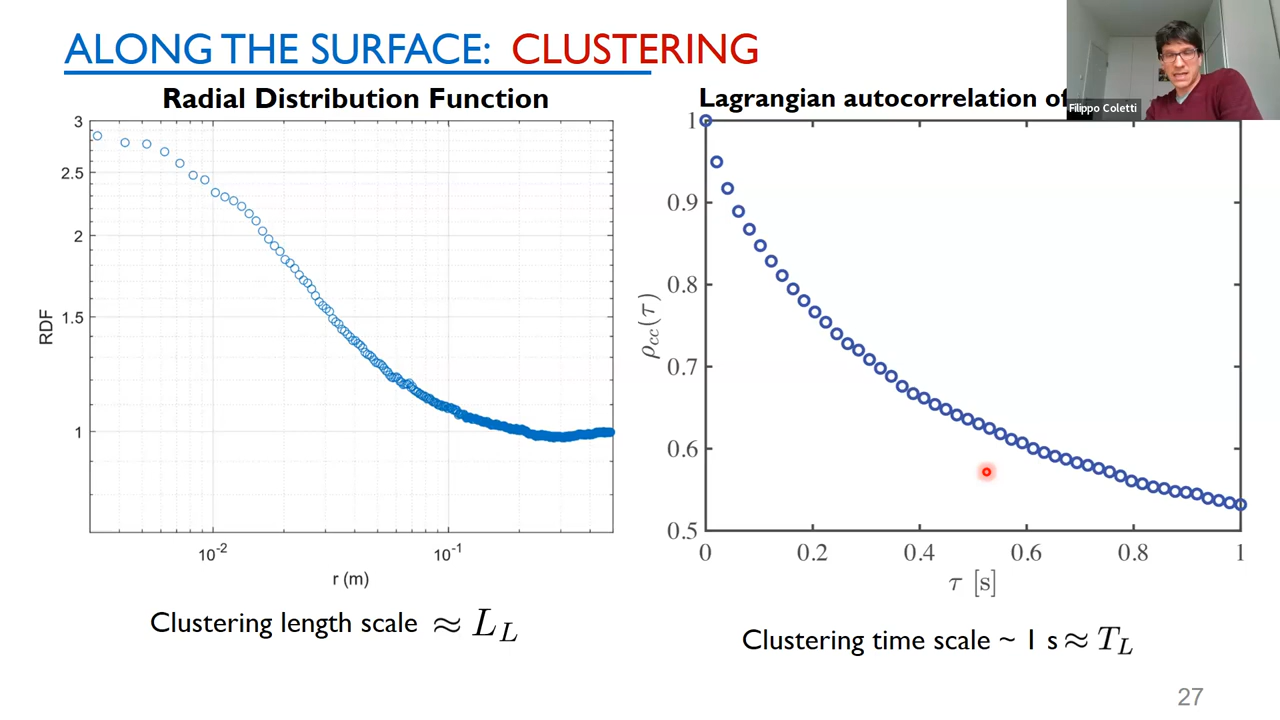 ALONG THE SURFACE: CLUSTERING
Filippo Coletti
Radial Distribution Function
3
2.5
2
1.5
1
RDF
10⁻²
10⁻¹
r (m)
Clustering length scale ≈ L_L
Lagrangian autocorrelation of
1
0.9
0.8
0.7
0.6
0.5
ρcc(τ)
0
0.2
0.4
0.6
0.8
1
τ [s]
Clustering time scale ~ 1 s ≈ T_L
27